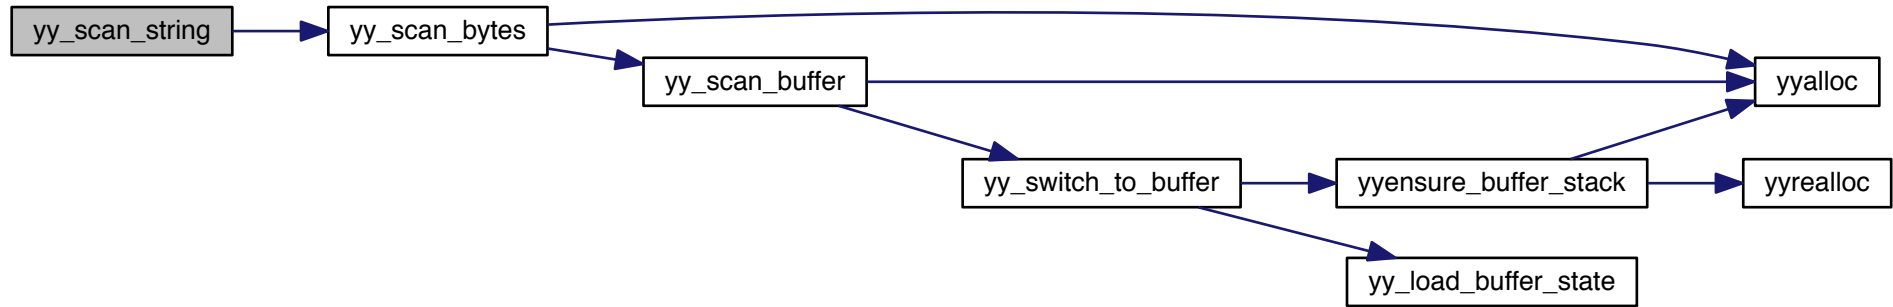 yy_scan_string
yy_scan_bytes
yy_scan_buffer
yyalloc
yy_switch_to_buffer
yyensure_buffer_stack
yyrealloc
yy_load_buffer_state